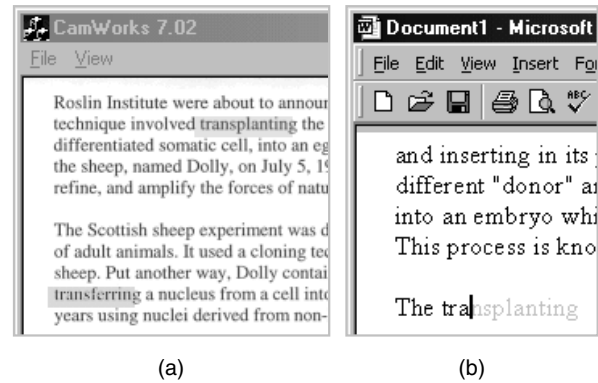 CamWorks 7.02
File View
Roslin Institute were about to announ
technique involved transplanting the
differentiated somatic cell, into an eg
the sheep, named Dolly, on July 5, 19
refine, and amplify the forces of natu
The Scottish sheep experiment was d
of adult animals. It used a cloning tec
sheep. Put another way, Dolly contai
transferring a nucleus from a cell into
years using nuclei derived from non-
(a)
Document1 - Microsoft
File Edit View Insert Fo
ABC
and inserting in its
different "donor" a
into an embryo whi
This process is kno
The transplanting
(b)